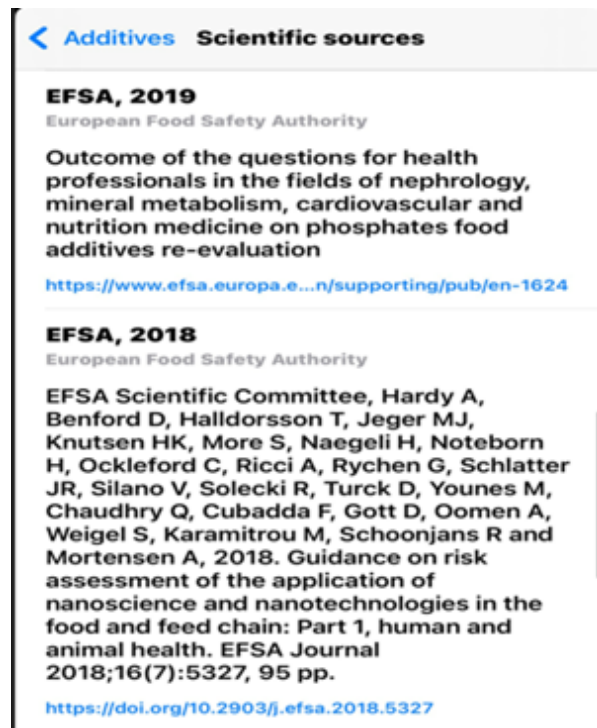 Additives Scientific sources
EFSA, 2019
European Food Safety Authority
Outcome of the questions for health
professionals in the fields of nephrology,
mineral metabolism, cardiovascular and
nutrition medicine on phosphates food
additives re-evaluation
https://www.efsa.europa.e...n/supporting/pub/en-1624
EFSA, 2018
European Food Safety Authority
EFSA Scientific Committee, Hardy A,
Benford D, Halldorsson T, Jeger MJ,
Knutsen HK, More S, Naegeli H, Noteborn
H, Ockleford C, Ricci A, Rychen G, Schlatter
JR, Silano V, Solecki R, Turck D, Younes M,
Chaudhry Q, Cubadda F, Gott D, Oomen A,
Weigel S, Karamitrou M, Schoonjans R and
Mortensen A, 2018. Guidance on risk
assessment of the application of
nanoscience and nanotechnologies in the
food and feed chain: Part 1, human and
animal health. EFSA Journal
2018;16(7):5327, 95 pp.
https://doi.org/10.2903/j.efsa.2018.5327